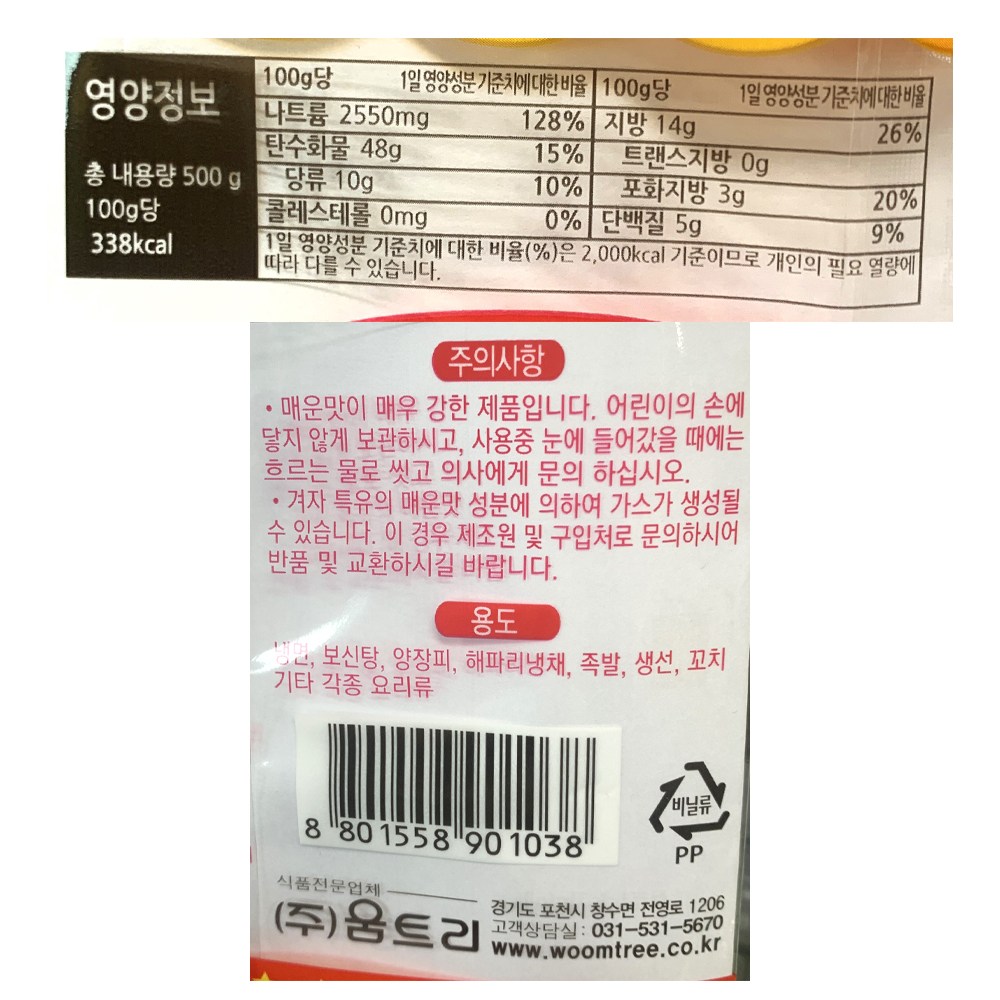 영양정보
총 내용량 500 g
100g당
338kcal
100g당 1일 영양성분 기준치에 대한 비율 100g당 1일 영양성분 기준치에 대한 비율
나트륨 2550mg 128% 지방 14g 26%
탄수화물 48g 15% 트랜스지방 0g
당류 10g 10% 포화지방 3g 20%
콜레스테롤 0mg 0% 단백질 5g 9%
1일 영양성분 기준치에 대한 비율(%)은 2,000kcal 기준이므로 개인의 필요 열량에
따라 다를 수 있습니다.
주의사항
• 매운맛이 매우 강한 제품입니다. 어린이의 손에
닿지 않게 보관하시고, 사용중 눈에 들어갔을 때에는
흐르는 물로 씻고 의사에게 문의 하십시오.
• 겨자 특유의 매운맛 성분에 의하여 가스가 생성될
수 있습니다. 이 경우 제조원 및 구입처로 문의하시어
반품 및 교환하시길 바랍니다.
용도
냉면, 보신탕, 양장피, 해파리냉채, 족발, 생선, 꼬치
기타 각종 요리류
8 801558 901038
비닐류
PP
식품전문업체
(주)움트리
경기도 포천시 창수면 전영로 1206
고객상담실 : 031-531-5670
www.woomtree.co.kr